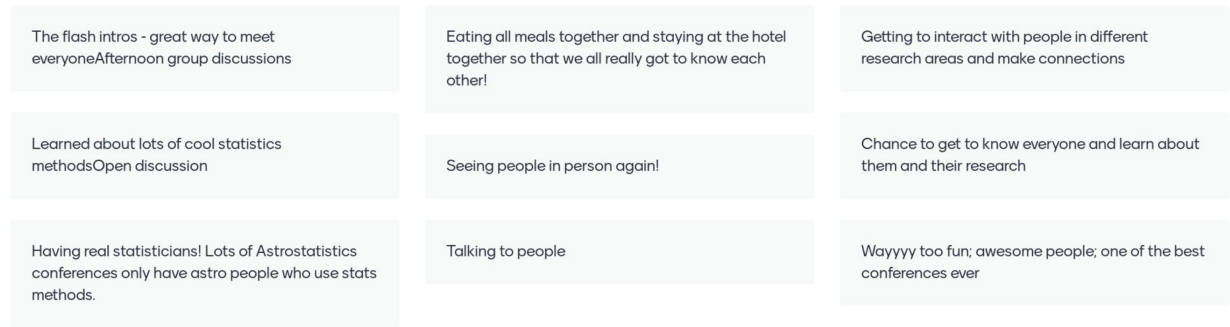 The flash intros - great way to meet
everyoneAfternoon group discussions
Learned about lots of cool statistics
methodsOpen discussion
Having real statisticians! Lots of Astrostatistics
conferences only have astro people who use stats
methods.
Eating all meals together and staying at the hotel
together so that we all really got to know each
other!
Seeing people in person again!
Talking to people
Getting to interact with people in different
research areas and make connections
Chance to get to know everyone and learn about
them and their research
Wayyyy too fun; awesome people; one of the best
conferences ever